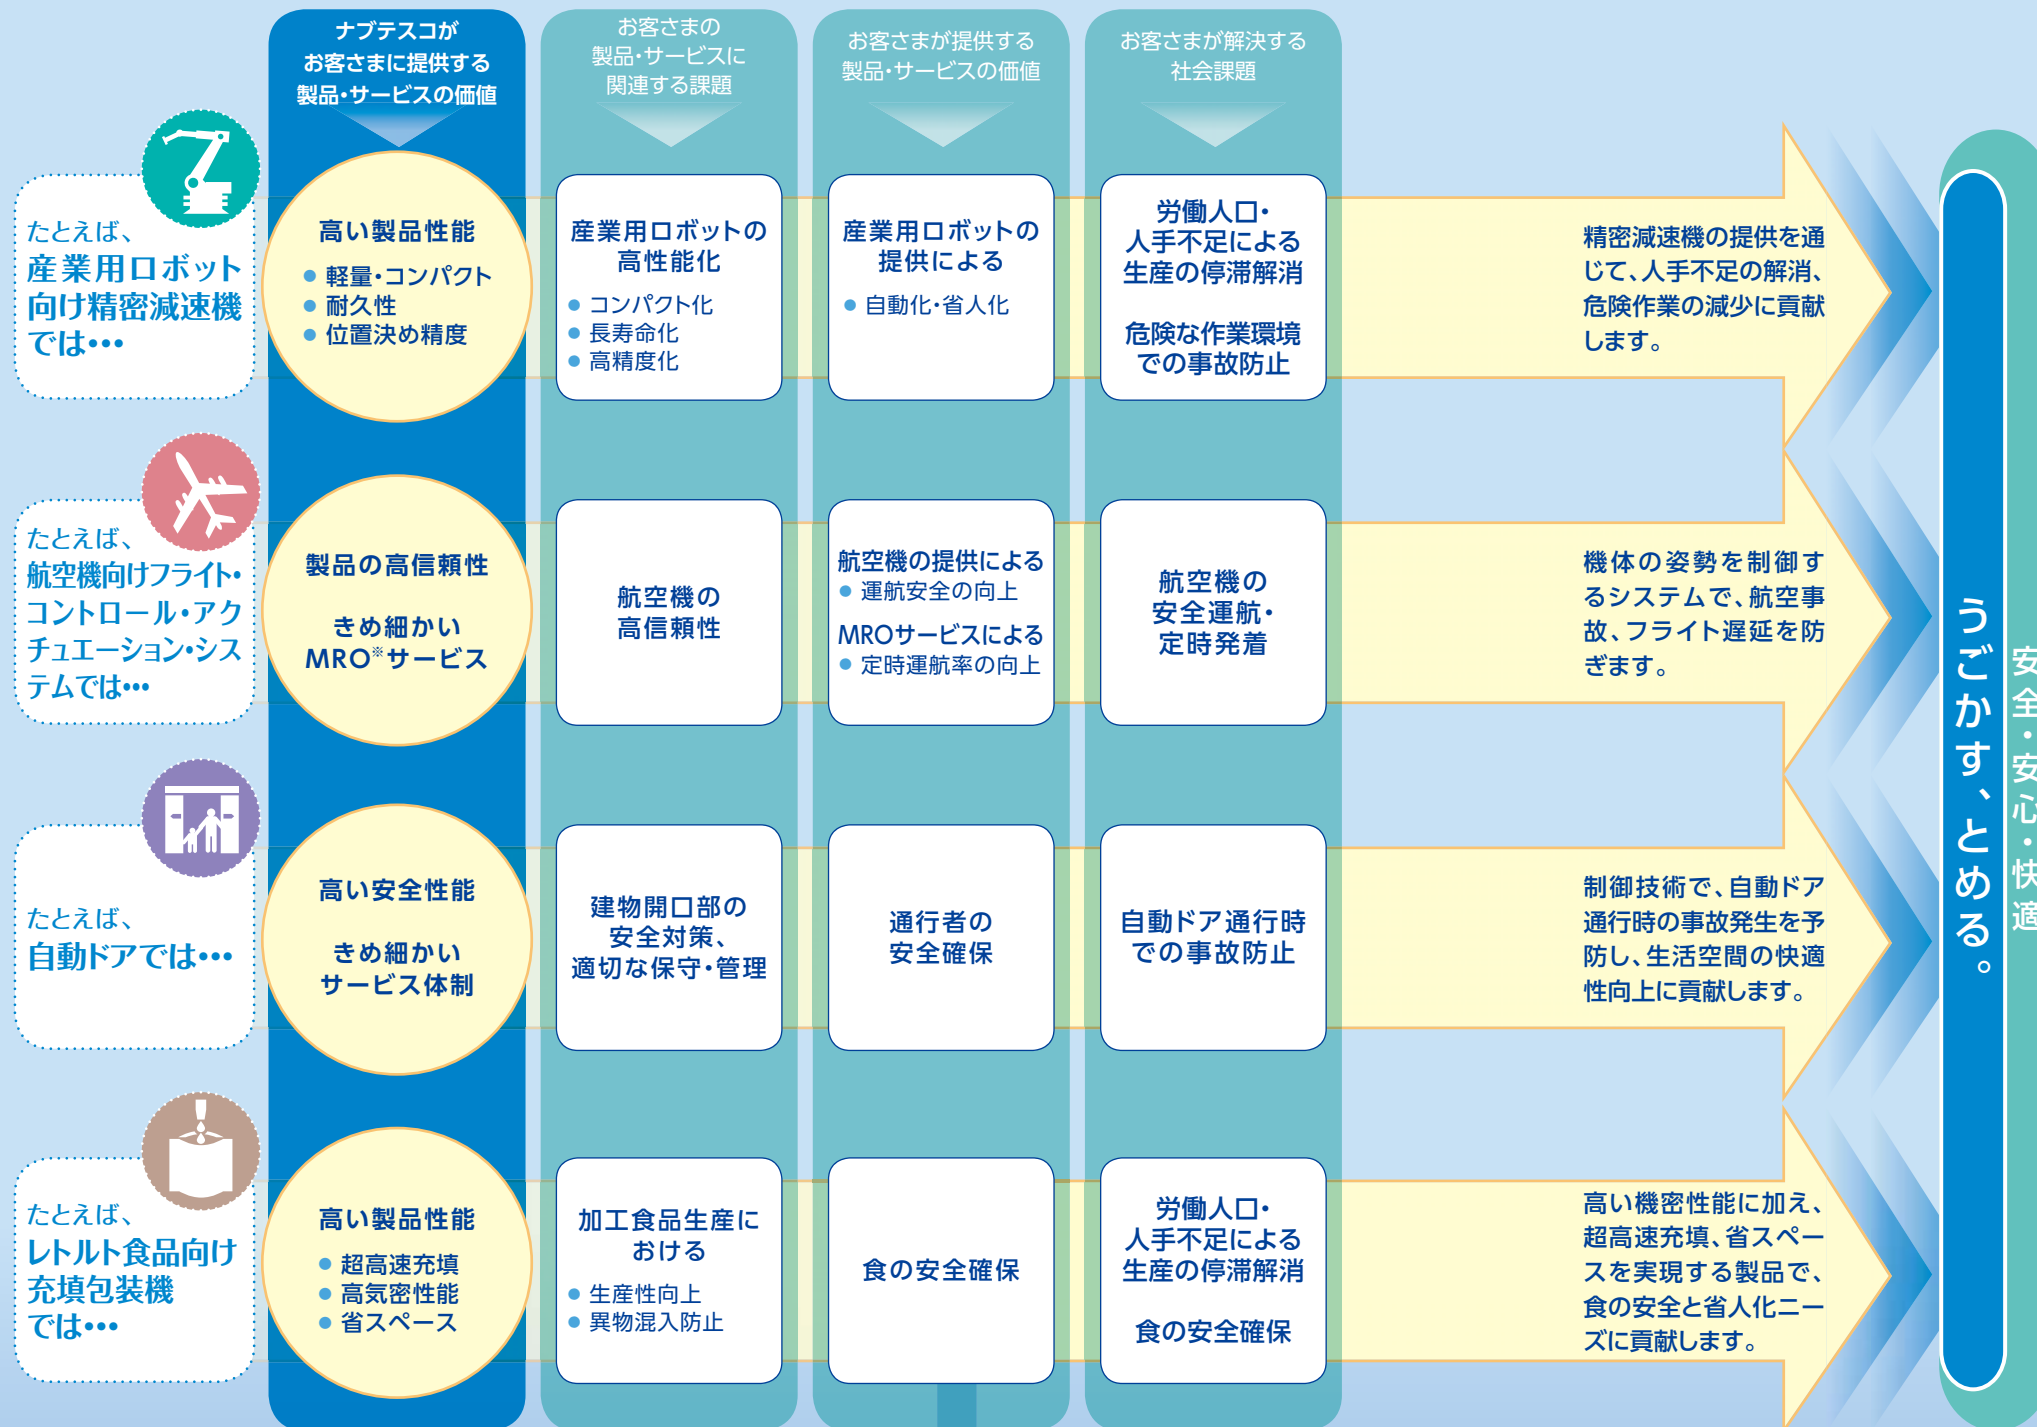 ナブテスコが
お客さまに提供する
製品・サービスの価値
お客さまの
製品・サービスに
関連する課題
お客さまが提供する
製品・サービスの価値
お客さまが解決する
社会課題
たとえば、
産業用ロボット
向け精密減速機
では•••
高い製品性能
● 軽量・コンパクト
● 耐久性
● 位置決め精度
産業用ロボットの
高性能化
● コンパクト化
● 長寿命化
● 高精度化
産業用ロボットの
提供による
● 自動化・省人化
労働人口・
人手不足による
生産の停滞解消
危険な作業環境
での事故防止
精密減速機の提供を通
じて、人手不足の解消、
危険作業の減少に貢献
します。
たとえば、
航空機向けフライト・
コントロール・アク
チュエーション・シス
テムでは•••
製品の高信頼性
きめ細かい
MRO※サービス
航空機の
高信頼性
航空機の提供による
● 運航安全の向上
MROサービスによる
● 定時運航率の向上
航空機の
安全運航・
定時発着
機体の姿勢を制御す
るシステムで、航空事
故、フライト遅延を防
ぎます。
たとえば、
自動ドアでは•••
高い安全性能
きめ細かい
サービス体制
建物開口部の
安全対策、
適切な保守・管理
通行者の
安全確保
自動ドア通行時
での事故防止
制御技術で、自動ドア
通行時の事故発生を予
防し、生活空間の快適
性向上に貢献します。
たとえば、
レトルト食品向け
充填包装機
では•••
高い製品性能
● 超高速充填
● 高気密性能
● 省スペース
加工食品生産に
おける
● 生産性向上
● 異物混入防止
食の安全確保
労働人口・
人手不足による
生産の停滞解消
食の安全確保
高い機密性能に加え、
超高速充填、省スペー
スを実現する製品で、
食の安全と省人化ニー
ズに貢献します。
うごかす、とめる。
安全・安心・快適